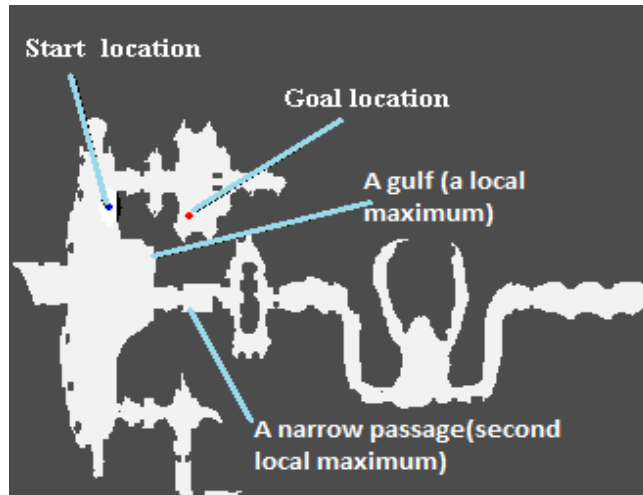 Start location
Goal location
A gulf (a local
maximum)
A narrow passage(second
local maximum)